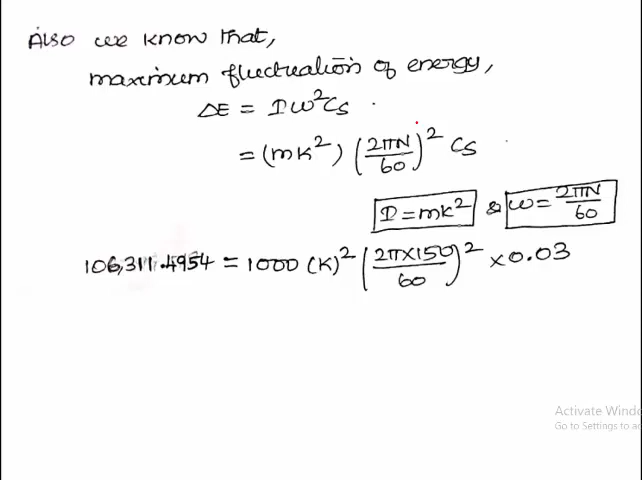 Also we know that,
maximum fluctuation of energy,
ΔE = Iω²Cs
= (mK²) (2πN/60)² Cs
I = mK² & ω = 2πN/60
106,311.4954 = 1000 (K)² (2π×150/60)² × 0.03
Activate Windo
Go to Settings to a